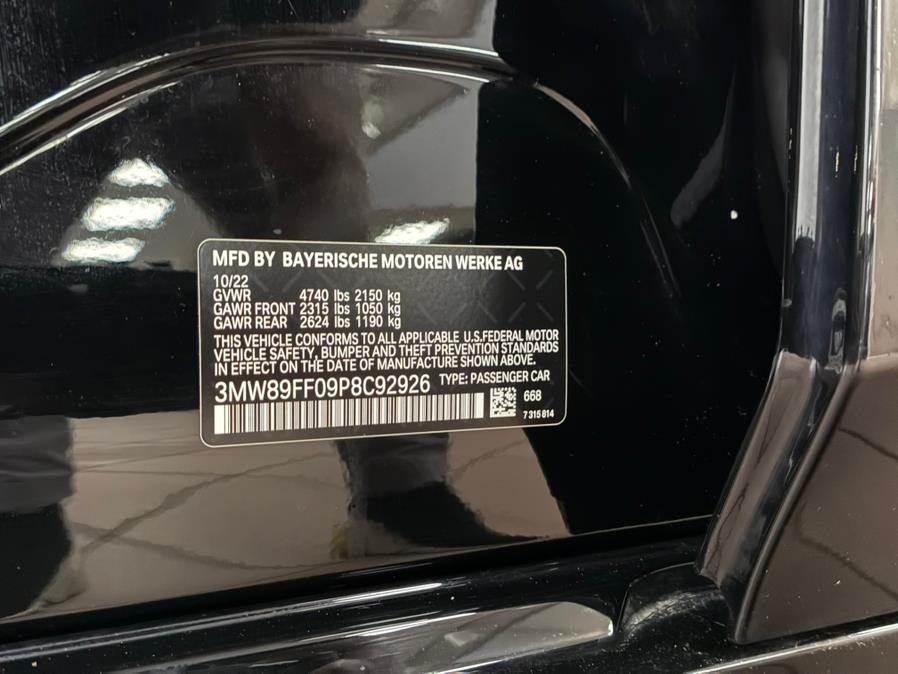 MFD BY BAYERISCHE MOTOREN WERKE AG
10/22
GVWR 4740 lbs 2150 kg
GAWR FRONT 2315 lbs 1050 kg
GAWR REAR 2624 lbs 1190 kg
THIS VEHICLE CONFORMS TO ALL APPLICABLE U.S.FEDERAL MOTOR
VEHICLE SAFETY, BUMPER AND THEFT PREVENTION STANDARDS
IN EFFECT ON THE DATE OF MANUFACTURE SHOWN ABOVE.
3MW89FF09P8C92926 TYPE: PASSENGER CAR
668
7 315 814